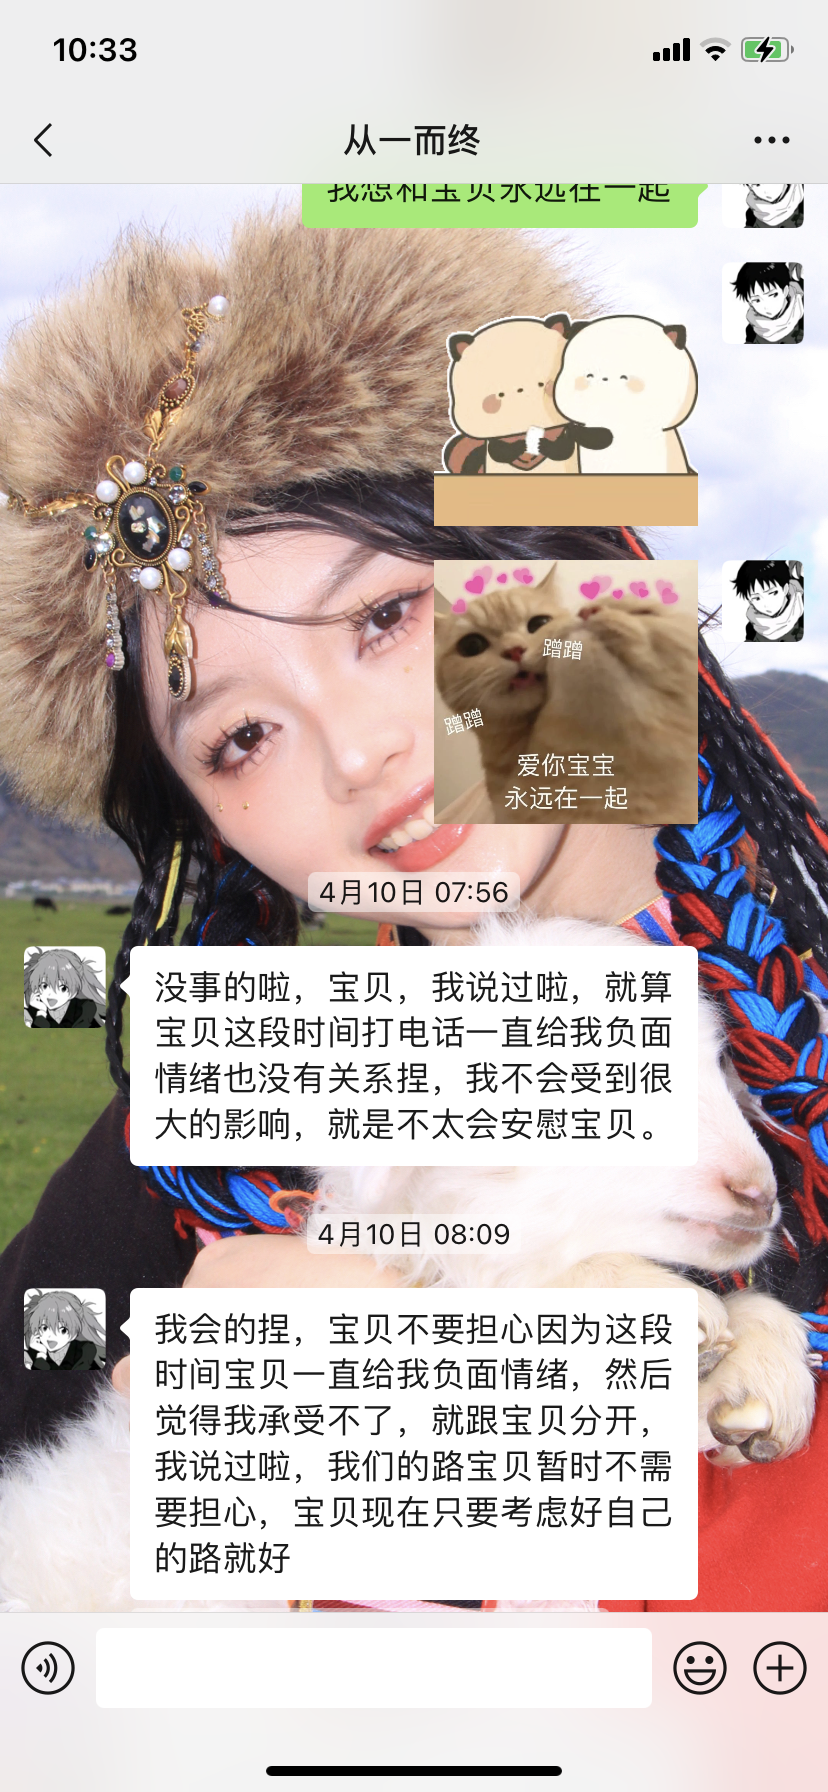 10:33
从一而终
我想和宝贝永远在一起
蹭蹭
蹭蹭
爱你宝宝
永远在一起
4月10日 07:56
没事的啦，宝贝，我说过啦，就算
宝贝这段时间打电话一直给我负面
情绪也没有关系捏，我不会受到很
大的影响，就是不太会安慰宝贝。
4月10日 08:09
我会的捏，宝贝不要担心因为这段
时间宝贝一直给我负面情绪，然后
觉得我承受不了，就跟宝贝分开，
我说过啦，我们的路宝贝暂时不需
要担心，宝贝现在只要考虑好自己
的路就好